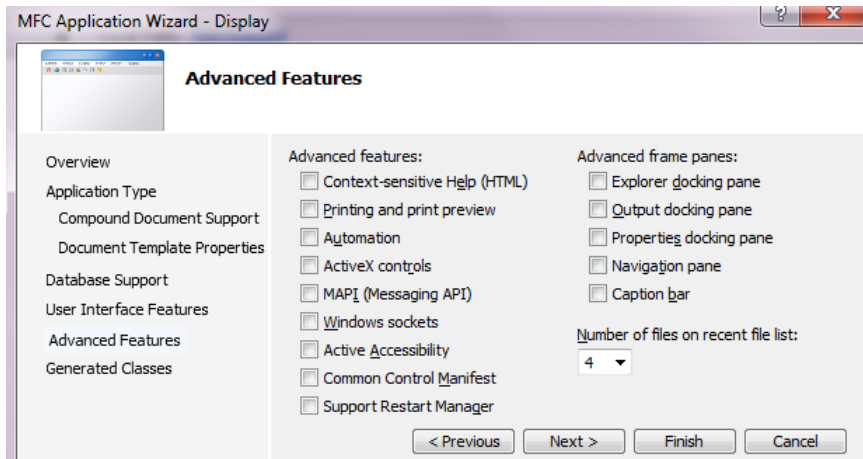 MFC Application Wizard - Display
Advanced Features
Overview
Application Type
Compound Document Support
Document Template Properties
Database Support
User Interface Features
Advanced Features
Generated Classes
Advanced features:
Context-sensitive Help (HTML)
Printing and print preview
Automation
ActiveX controls
MAPI (Messaging API)
Windows sockets
Active Accessibility
Common Control Manifest
Support Restart Manager
Advanced frame panes:
Explorer docking pane
Output docking pane
Properties docking pane
Navigation pane
Caption bar
Number of files on recent file list:
4
< Previous
Next >
Finish
Cancel